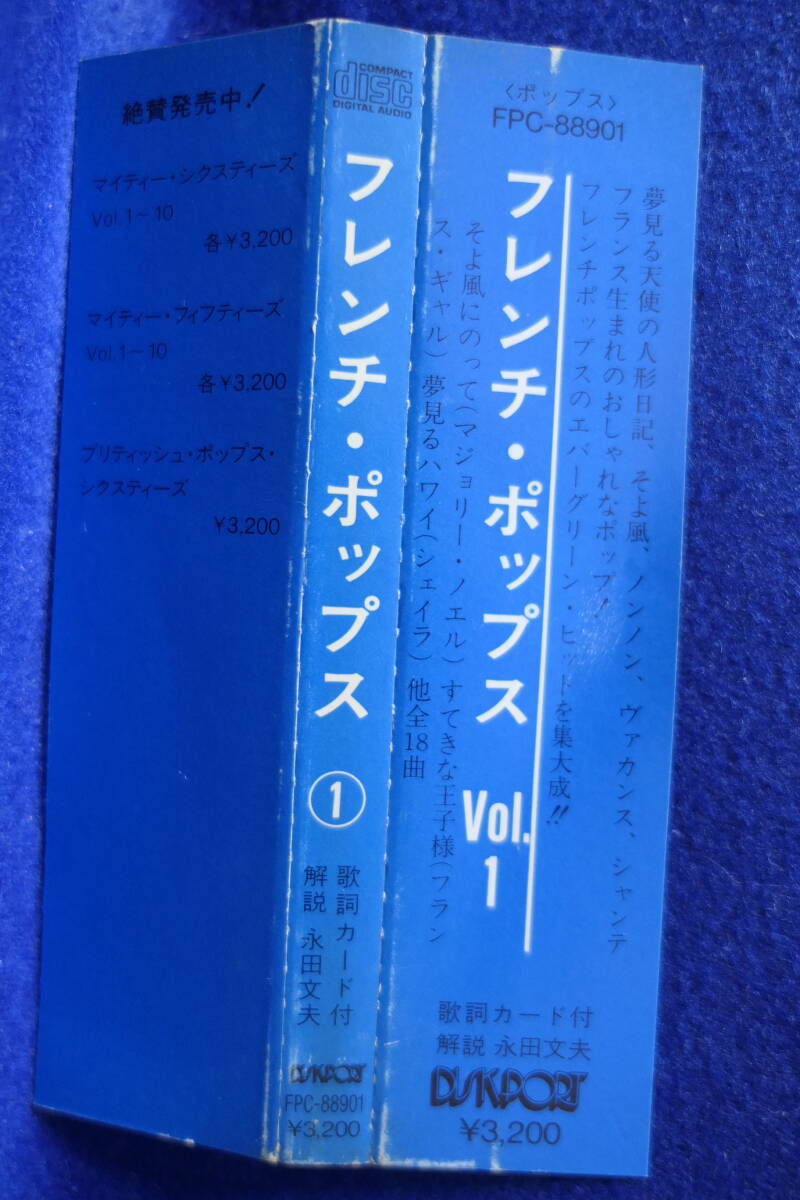 〈ポップス〉
FPC-88901
夢見る天使の人形日記、そよ風、ノンノン、ヴァカンス、シャンテ
フランス生まれのおしゃれなポップ！
フレンチポップスのエバーグリーン・ヒットを集大成!!
フレンチ・ポップス Vol. 1
そよ風にのって(マジョリー・ノエル) すてきな王子様(フラン
ス・ギャル) 夢見るハワイ(シェイラ) 他全18曲
歌詞カード付
解説 永田文夫
DISKPORT
¥3,200
COMPACT
disc
DIGITAL AUDIO
フレンチ・ポップス ①
歌詞カード付
解説 永田文夫
DISKPORT
FPC-88901
¥3,200
絶賛発売中！
マイティー・シクスティーズ
Vol.1～10
各¥3,200
マイティー・フィフティーズ
Vol.1～10
各¥3,200
ブリティッシュ・ポップス・
シクスティーズ
¥3,200